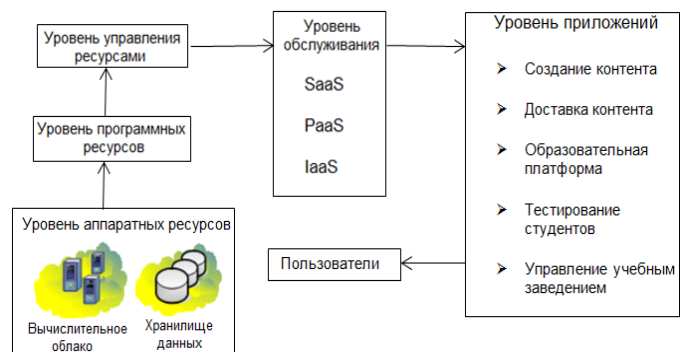 Уровень управления
ресурсами
Уровень программных
ресурсов
Уровень аппаратных ресурсов
Вычислительное
облако
Хранилище
данных
Уровень
обслуживания
SaaS
PaaS
IaaS
Уровень приложений
Создание контента
Доставка контента
Образовательная
платформа
Тестирование
студентов
Управление учебным
заведением
Пользователи